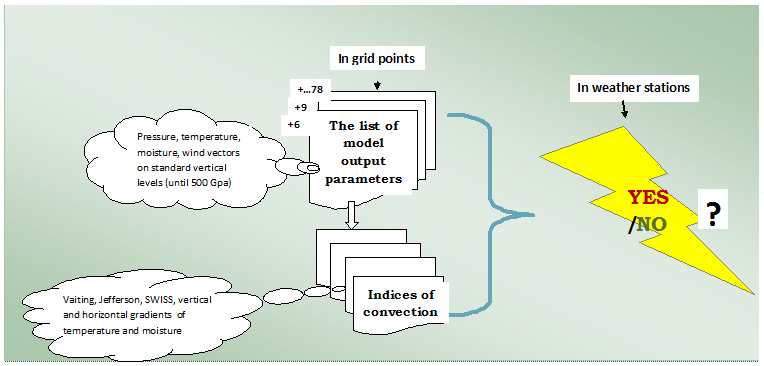 In grid points
+...78
+9
+6
The list of
model
output
parameters
Pressure, temperature,
moisture, wind vectors
on standard vertical
levels (until 500 Gpa)
In weather stations
YES
/NO
?
Indices of
convection
Vaiting, Jefferson, SWISS, vertical
and horizontal gradients of
temperature and moisture